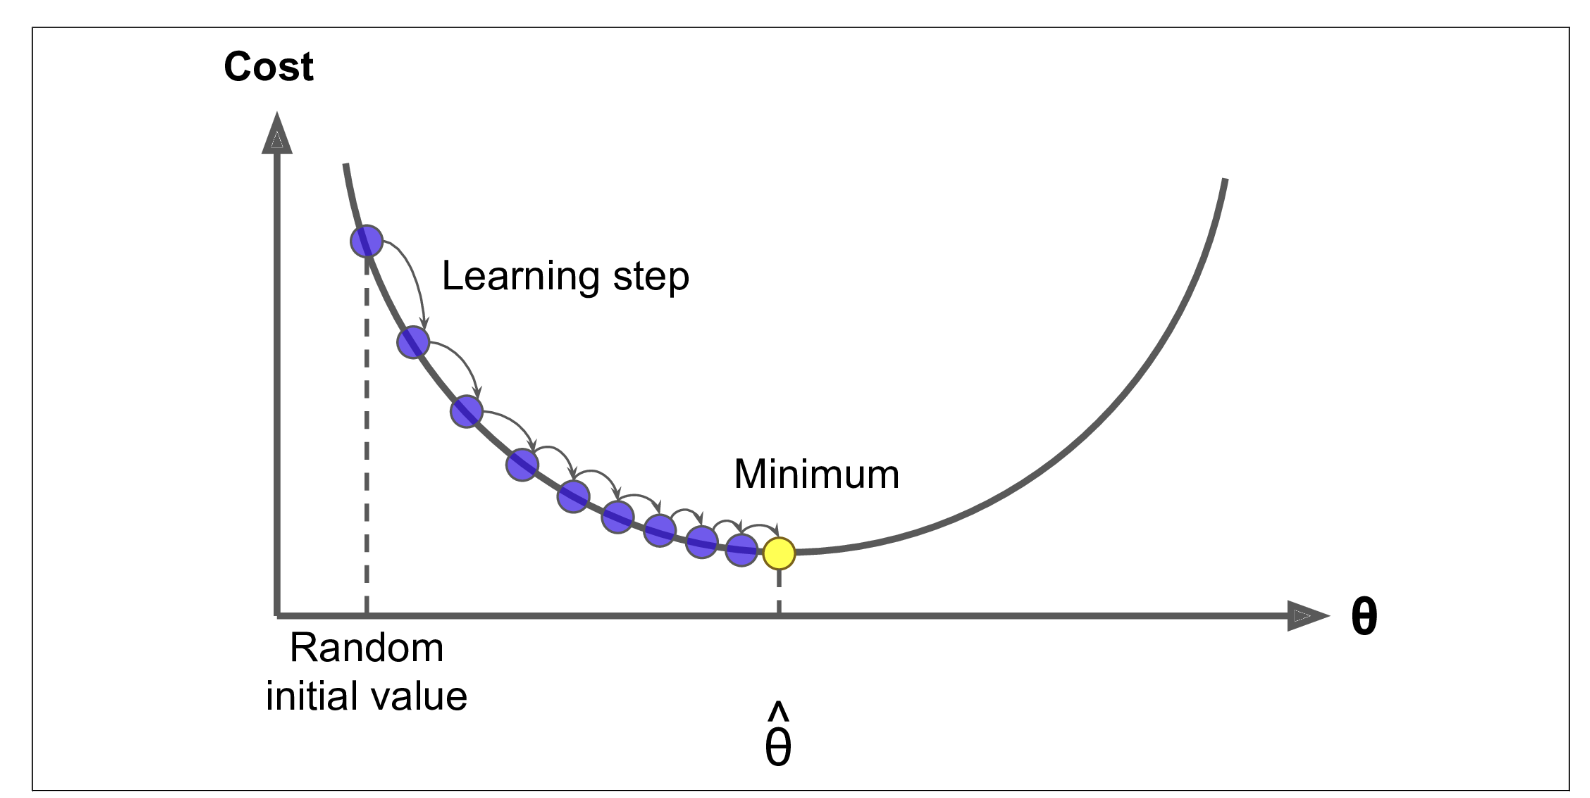 Cost
Learning step
Minimum
θ
Random
initial value
θ̂